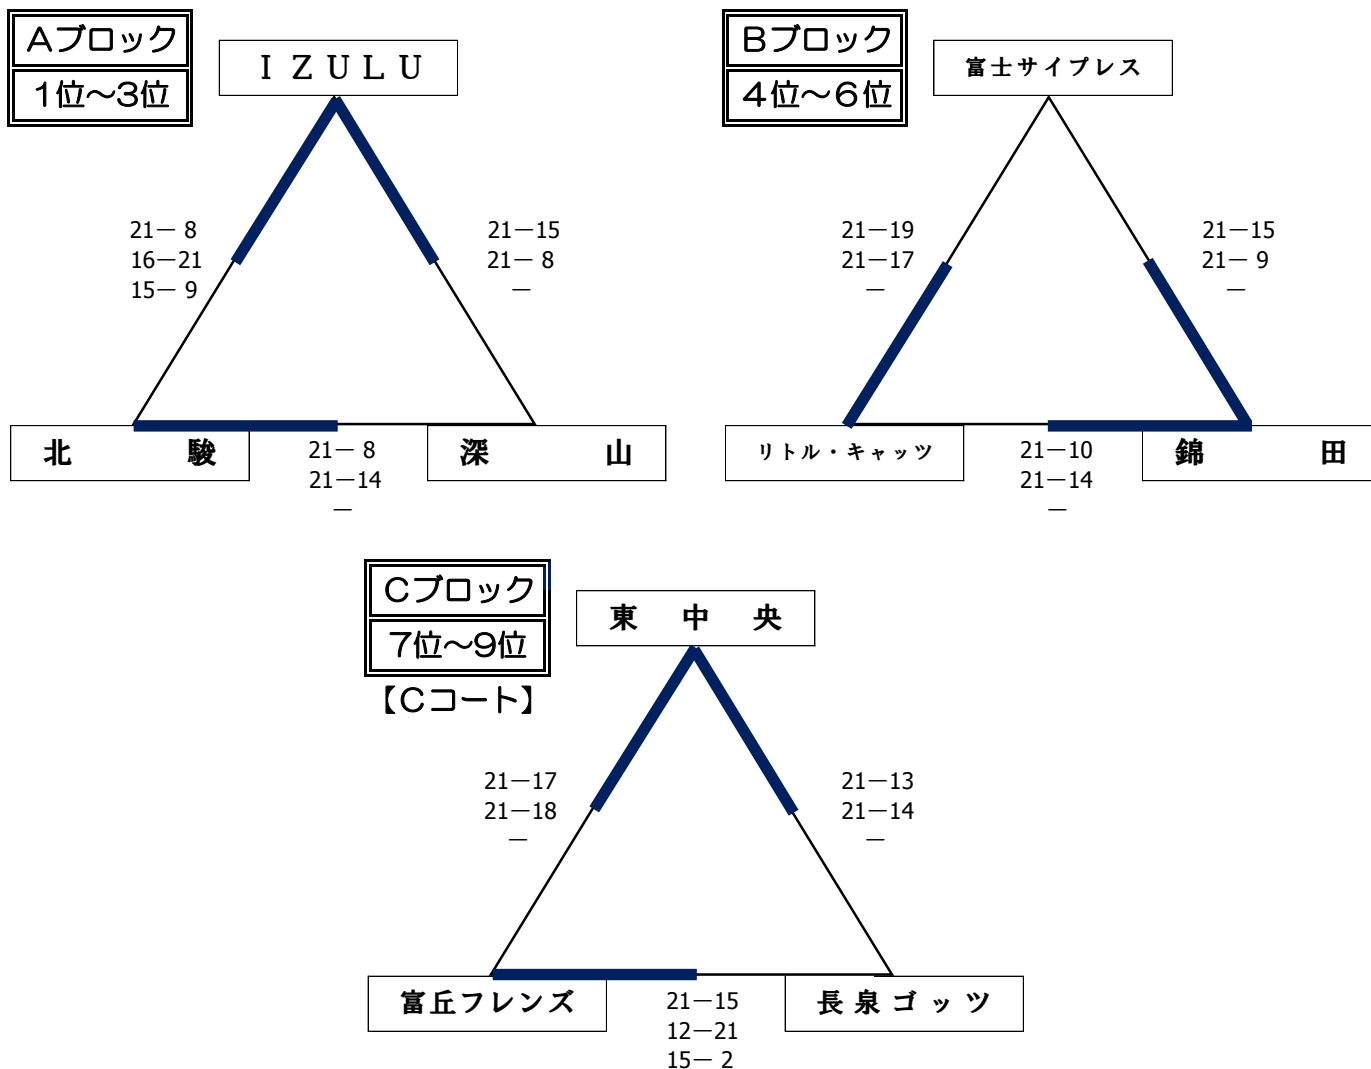 Aブロック
1位～3位
ＩＺＵＬＵ
21－ 8
16－21
15－ 9
21－15
21－ 8
－
北　駿
21－ 8
21－14
－
深　山
Bブロック
4位～6位
富士サイプレス
21－19
21－17
－
21－15
21－ 9
－
リトル・キャッツ
21－10
21－14
－
錦　田
Cブロック
7位～9位
【Cコート】
東　中　央
21－17
21－18
－
21－13
21－14
－
富丘フレンズ
21－15
12－21
15－ 2
長泉ゴッツ